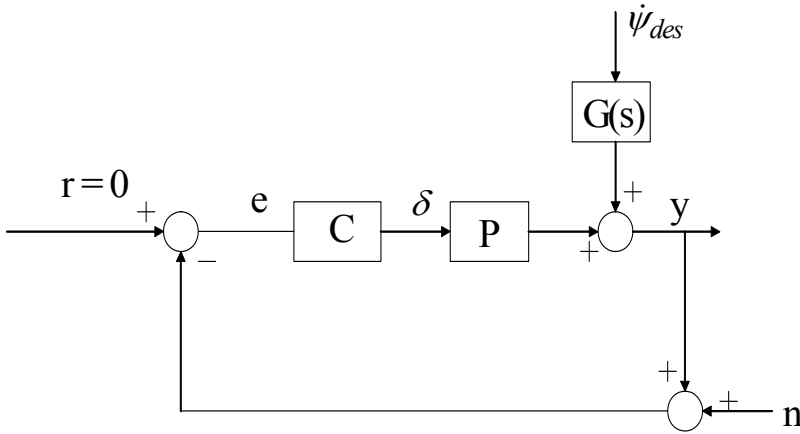 ψ̇des
G(s)
r = 0
+
e
C
δ
P
+
+
y
−
+
+
n